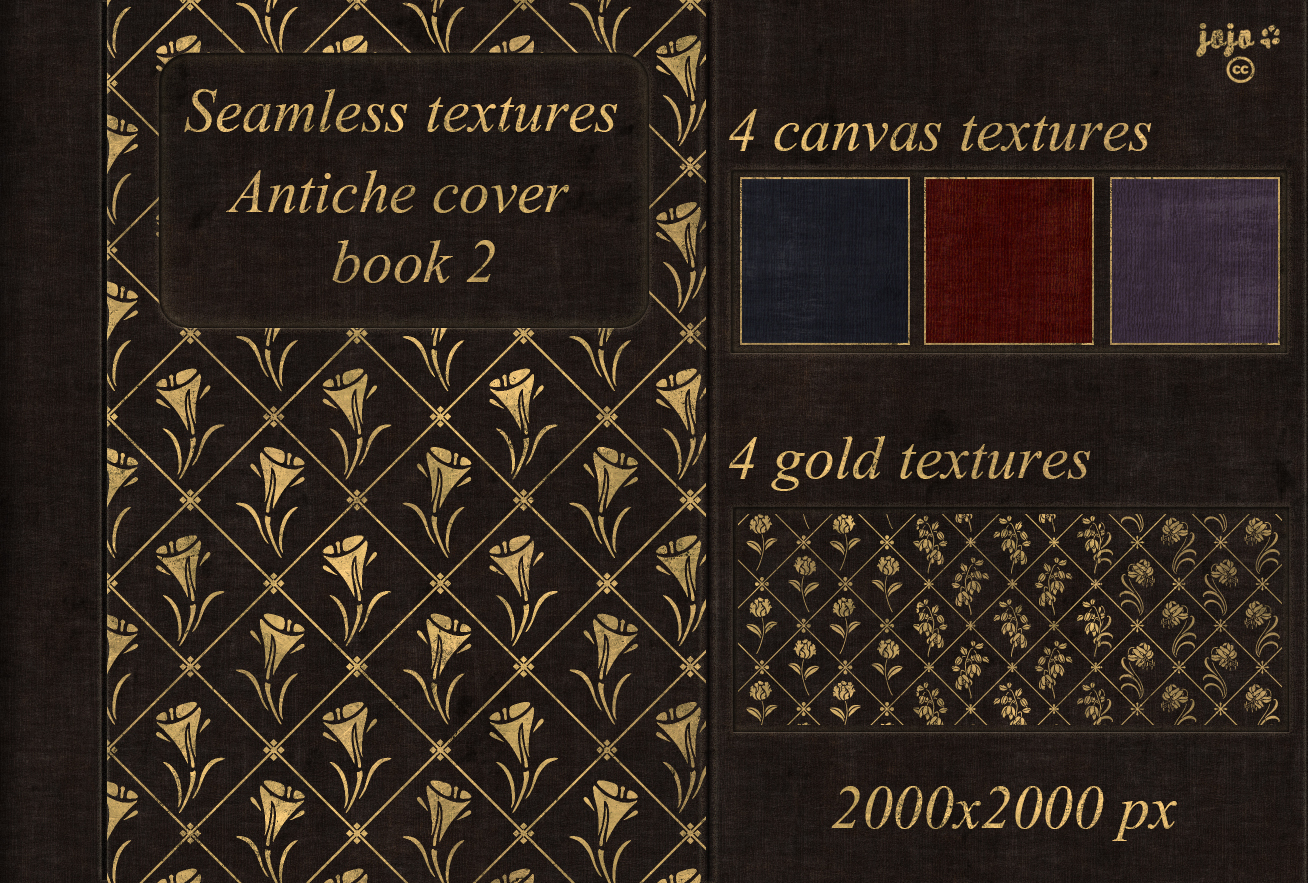 Seamless textures
Antiche cover
book 2
jojo
cc
4 canvas textures
4 gold textures
2000x2000 px